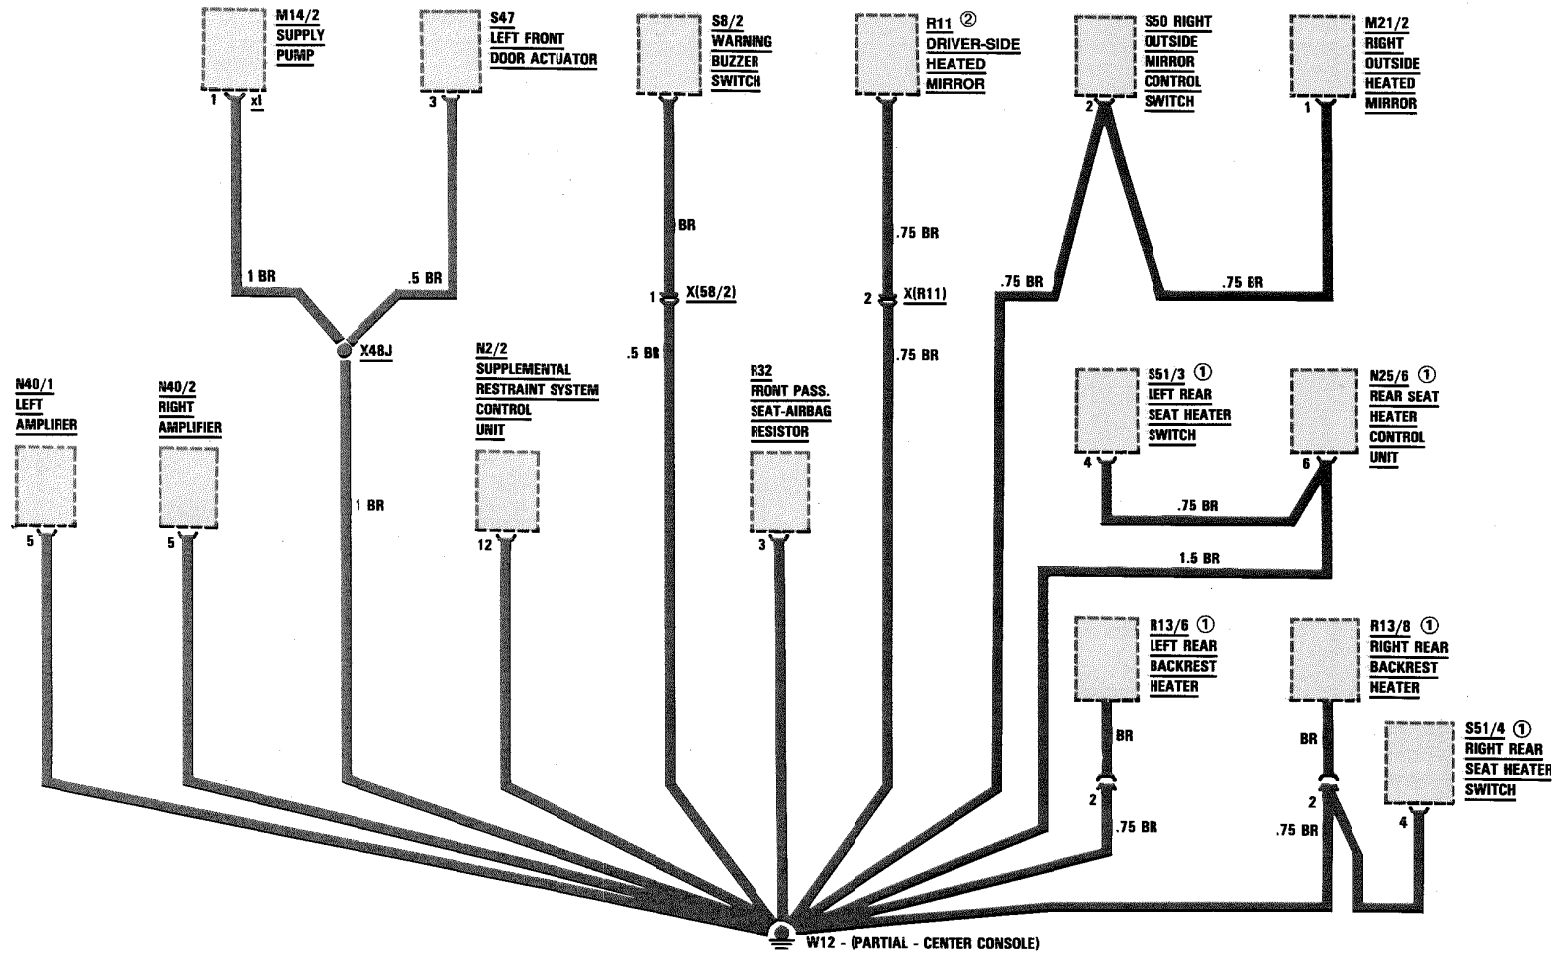 M14/2
SUPPLY
PUMP
1
x1
S47
LEFT FRONT
DOOR ACTUATOR
3
S8/2
WARNING
BUZZER
SWITCH
R11 ②
DRIVER-SIDE
HEATED
MIRROR
S50 RIGHT
OUTSIDE
MIRROR
CONTROL
SWITCH
2
M21/2
RIGHT
OUTSIDE
HEATED
MIRROR
1
BR
.75 BR
1 BR
.5 BR
.75 BR
.75 BR
1
X(58/2)
2
X(R11)
X48J
.5 BR
.75 BR
N40/1
LEFT
AMPLIFIER
5
N40/2
RIGHT
AMPLIFIER
5
1 BR
N2/2
SUPPLEMENTAL
RESTRAINT SYSTEM
CONTROL
UNIT
12
R32
FRONT PASS.
SEAT-AIRBAG
RESISTOR
3
S51/3 ①
LEFT REAR
SEAT HEATER
SWITCH
4
N25/6 ①
REAR SEAT
HEATER
CONTROL
UNIT
6
.75 BR
1.5 BR
R13/6 ①
LEFT REAR
BACKREST
HEATER
BR
2
.75 BR
R13/8 ①
RIGHT REAR
BACKREST
HEATER
BR
2
.75 BR
S51/4 ①
RIGHT REAR
SEAT HEATER
SWITCH
4
W12 - (PARTIAL - CENTER CONSOLE)